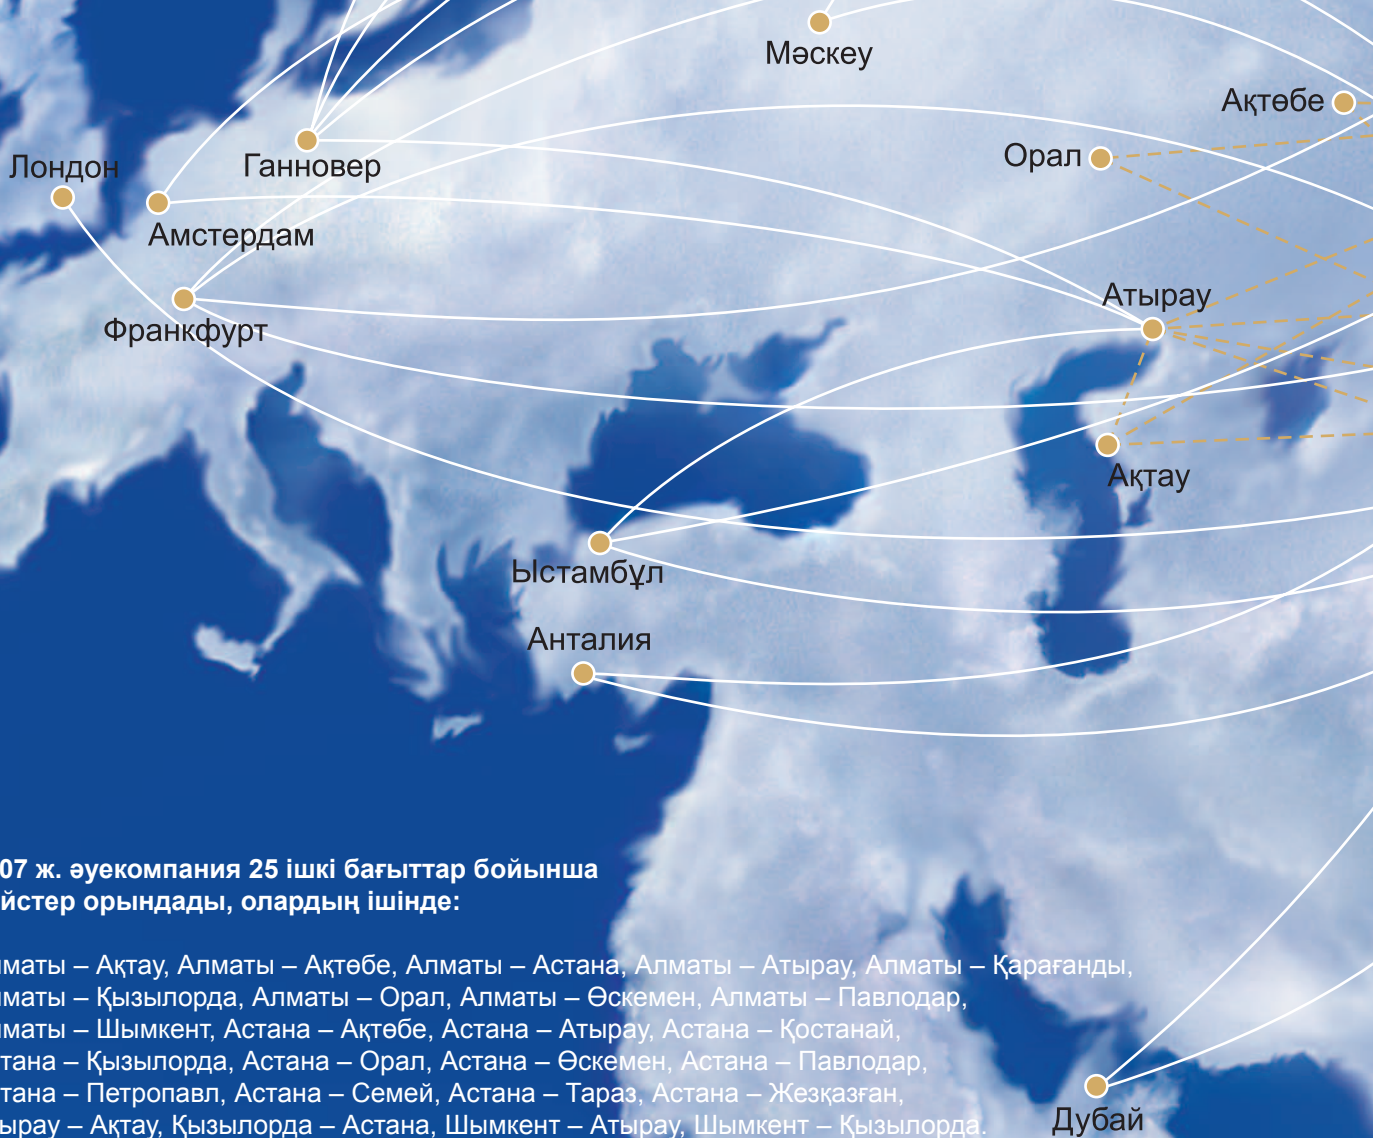 Мәскеу
Ақтөбе
Орал
Лондон
Ганновер
Амстердам
Атырау
Франкфурт
Ақтау
Ыстамбұл
Анталия
07 ж. әуекомпания 25 ішкі бағыттар бойынша
йстер орындады, олардың ішінде:
лматы – Ақтау, Алматы – Ақтөбе, Алматы – Астана, Алматы – Атырау, Алматы – Қарағанды,
лматы – Қызылорда, Алматы – Орал, Алматы – Өскемен, Алматы – Павлодар,
лматы – Шымкент, Астана – Ақтөбе, Астана – Атырау, Астана – Қостанай,
тана – Қызылорда, Астана – Орал, Астана – Өскемен, Астана – Павлодар,
тана – Петропавл, Астана – Семей, Астана – Тараз, Астана – Жезқазған,
ырау – Ақтау, Қызылорда – Астана, Шымкент – Атырау, Шымкент – Қызылорда.
Дубай